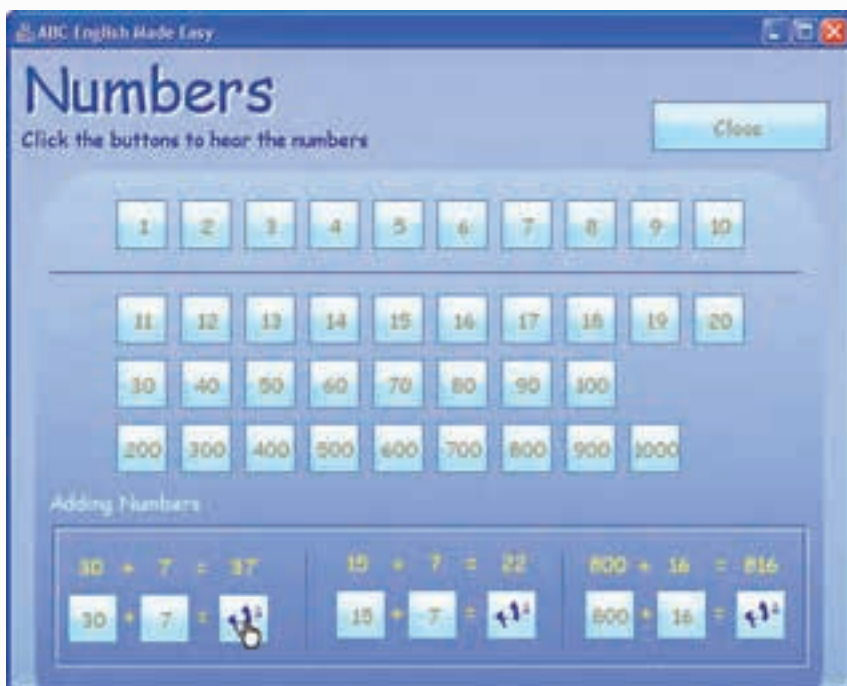 ABC English Made Easy
Numbers
Click the buttons to hear the numbers
Close
1 2 3 4 5 6 7 8 9 10
11 12 13 14 15 16 17 18 19 20
30 40 50 60 70 80 90 100
200 300 400 500 600 700 800 900 1000
Adding Numbers
30 + 7 = 37 15 + 7 = 22 800 + 16 = 816
30 + 7 = 15 + 7 = 800 + 16 =